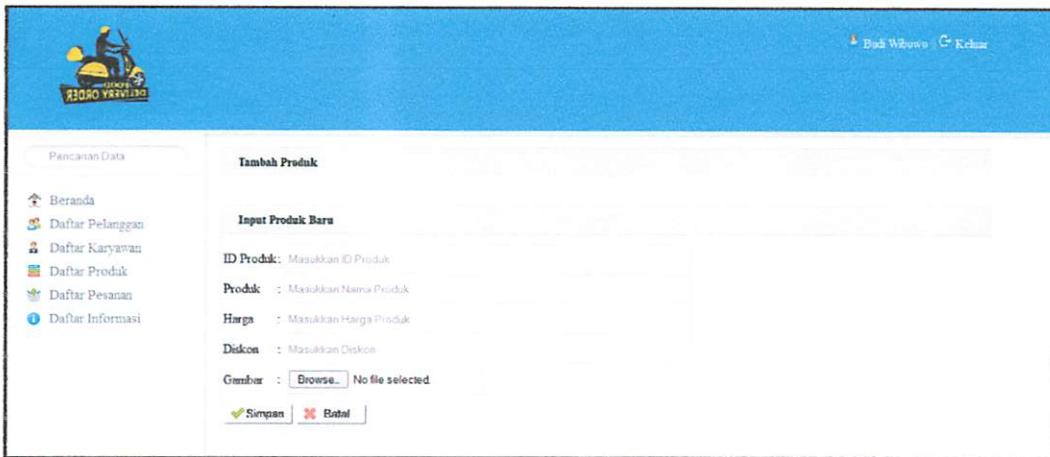 FOOD
DELIVERY ORDER
Budi Wibowo Keluar
Pencarian Data
Beranda
Daftar Pelanggan
Daftar Karyawan
Daftar Produk
Daftar Pesanan
Daftar Informasi
Tambah Produk
Input Produk Baru
ID Produk : Masukkan ID Produk
Produk : Masukkan Nama Produk
Harga : Masukkan Harga Produk
Diskon : Masukkan Diskon
Gambar : Browse.. No file selected.
Simpan Batal